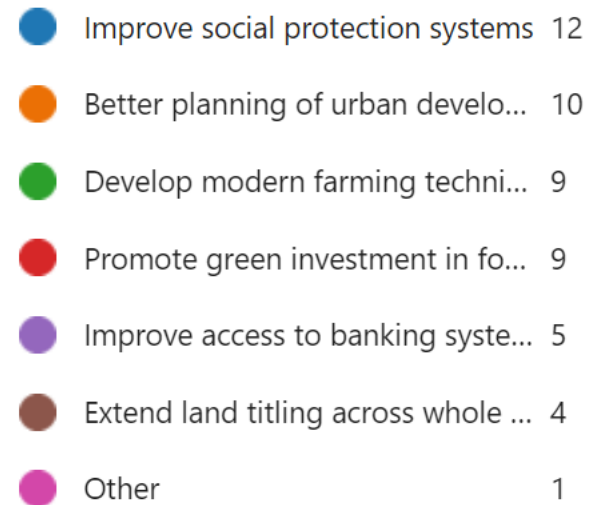 Improve social protection systems 12
Better planning of urban develo... 10
Develop modern farming techni... 9
Promote green investment in fo... 9
Improve access to banking syste... 5
Extend land titling across whole ... 4
Other 1